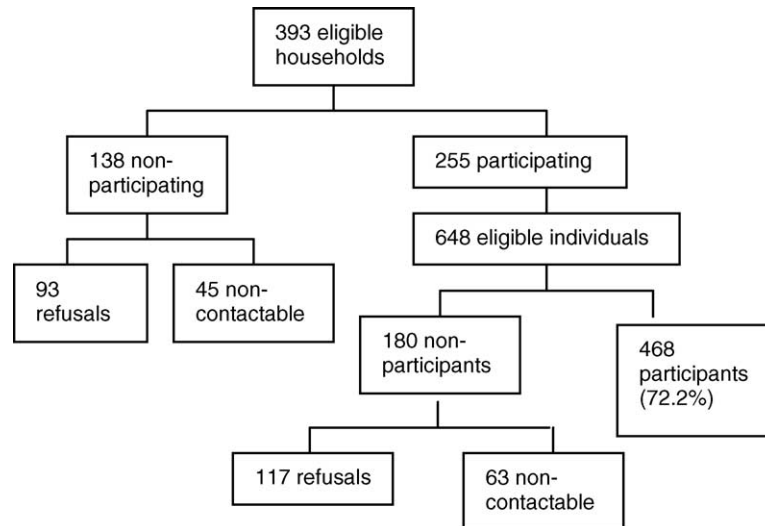 393 eligible
households
138 non-
participating
255 participating
648 eligible individuals
93
refusals
45 non-
contactable
180 non-
participants
468
participants
(72.2%)
117 refusals
63 non-
contactable